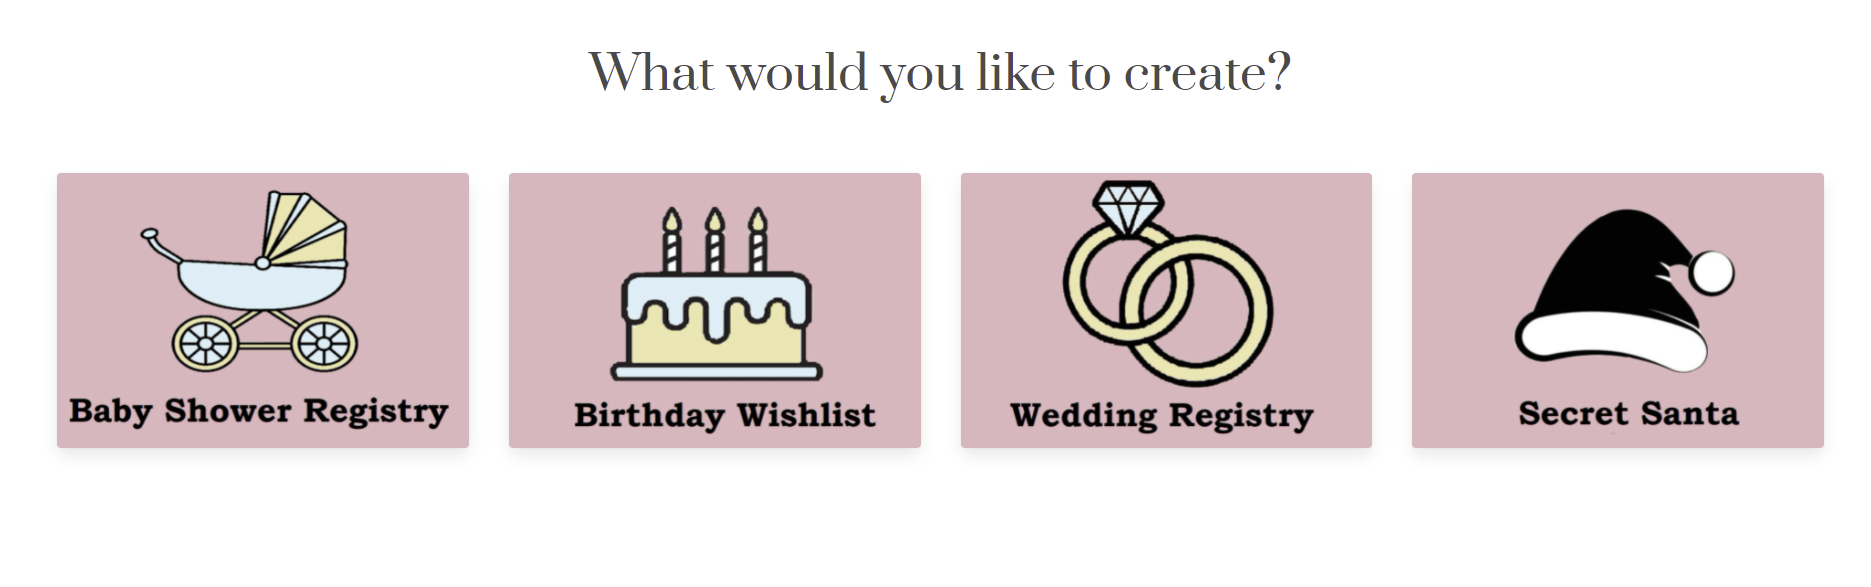 What would you like to create?
Baby Shower Registry
Birthday Wishlist
Wedding Registry
Secret Santa